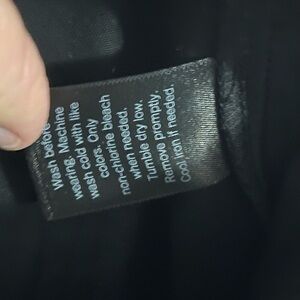 Wash before
wearing. Machine
wash cold with like
colors. Only
non-chlorine bleach
when needed.
Tumble dry low.
Remove promptly.
Cool iron if needed.